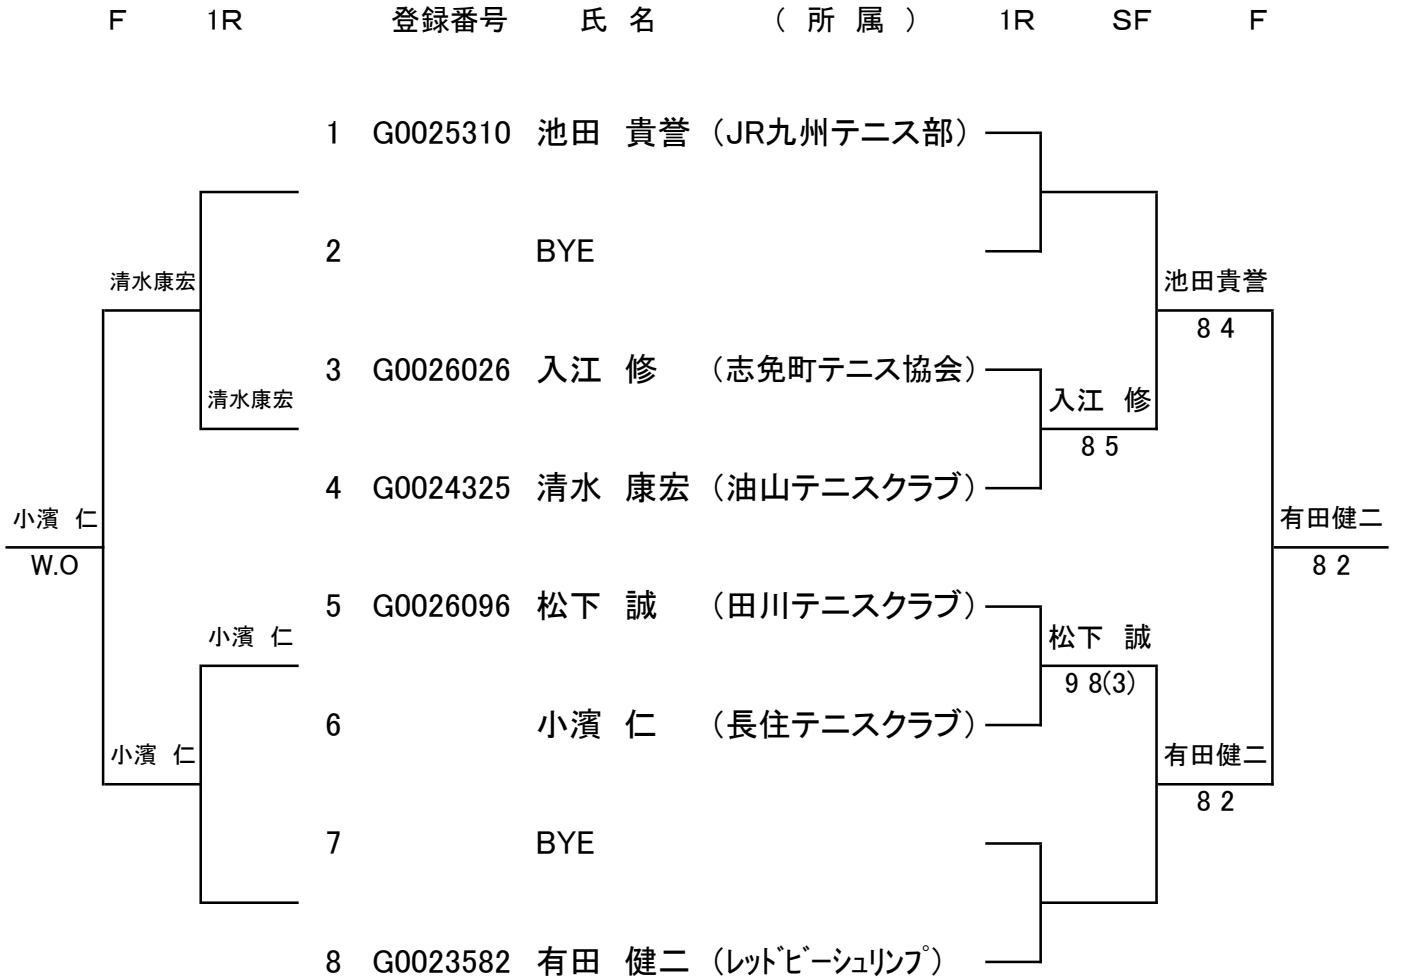 F 1R 登録番号 氏 名 ( 所 属 ) 1R SF F
1 G0025310 池田 貴誉 (JR九州テニス部)
2 BYE
清水康宏
池田貴誉
8 4
3 G0026026 入江 修 (志免町テニス協会)
清水康宏
入江 修
8 5
4 G0024325 清水 康宏 (油山テニスクラブ)
小濱 仁
W.O
有田健二
8 2
5 G0026096 松下 誠 (田川テニスクラブ)
小濱 仁
松下 誠
9 8(3)
6 小濱 仁 (長住テニスクラブ)
小濱 仁
有田健二
8 2
7 BYE
8 G0023582 有田 健二 (レッドビーシュリンプ)